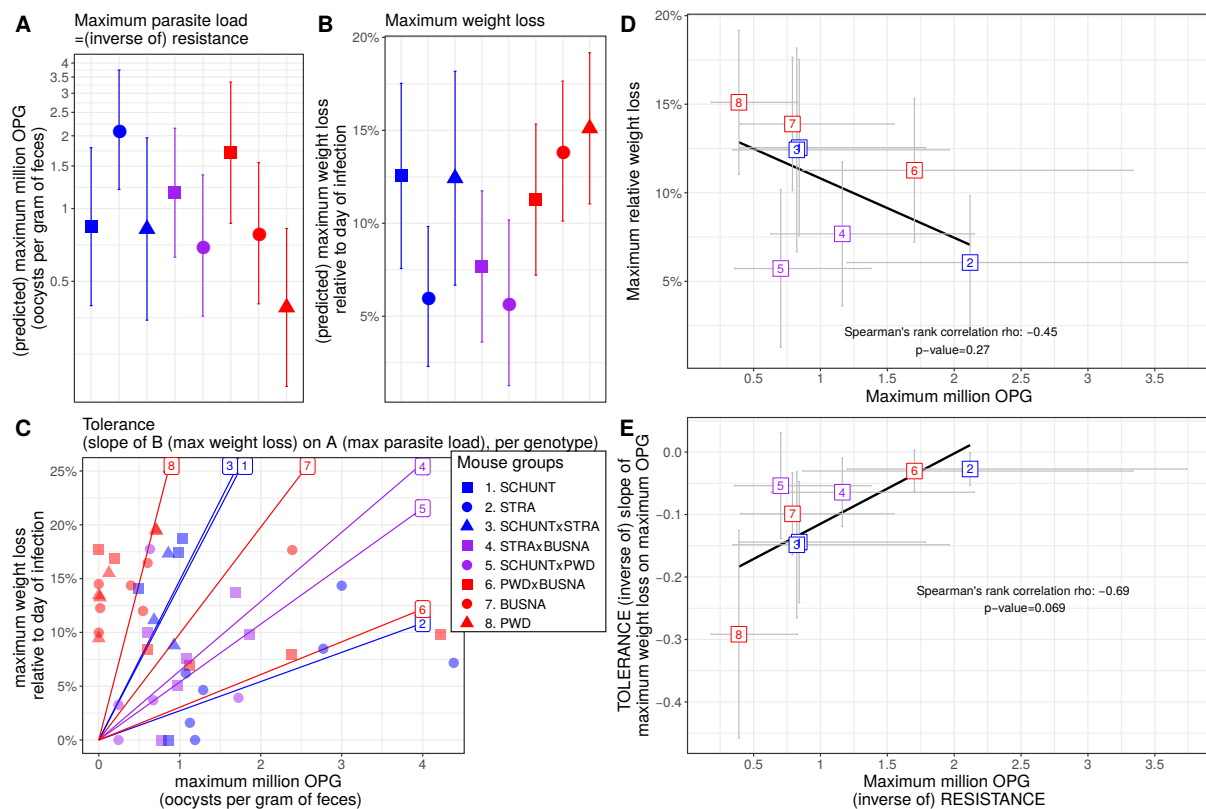 A
Maximum parasite load
=(inverse of) resistance
(predicted) maximum million OPG
(oocysts per gram of feces)
4
3.5
3
2.5
2
1.5
1
0.5
B
Maximum weight loss
(predicted) maximum weight loss
relative to day of infection
20%
15%
10%
5%
C
Tolerance
(slope of B (max weight loss) on A (max parasite load), per genotype)
maximum weight loss
relative to day of infection
25%
20%
15%
10%
5%
0%
8
3
1
7
4
5
6
2
Mouse groups
1. SCHUNT
2. STRA
3. SCHUNTxSTRA
4. STRAxBUSNA
5. SCHUNTxPWD
6. PWDxBUSNA
7. BUSNA
8. PWD
0
1
2
3
4
maximum million OPG
(oocysts per gram of feces)
D
Maximum relative weight loss
20%
15%
10%
5%
8
7
3
6
4
5
2
Spearman's rank correlation rho: −0.45
p−value=0.27
0.5
1
1.5
2
2.5
3
3.5
Maximum million OPG
E
TOLERANCE (inverse of) slope of
maximum weight loss on maximum OPG
0.0
−0.1
−0.2
−0.3
−0.4
6
2
5
4
7
3
8
Spearman's rank correlation rho: −0.69
p−value=0.069
0.5
1
1.5
2
2.5
3
3.5
Maximum million OPG
(inverse of) RESISTANCE